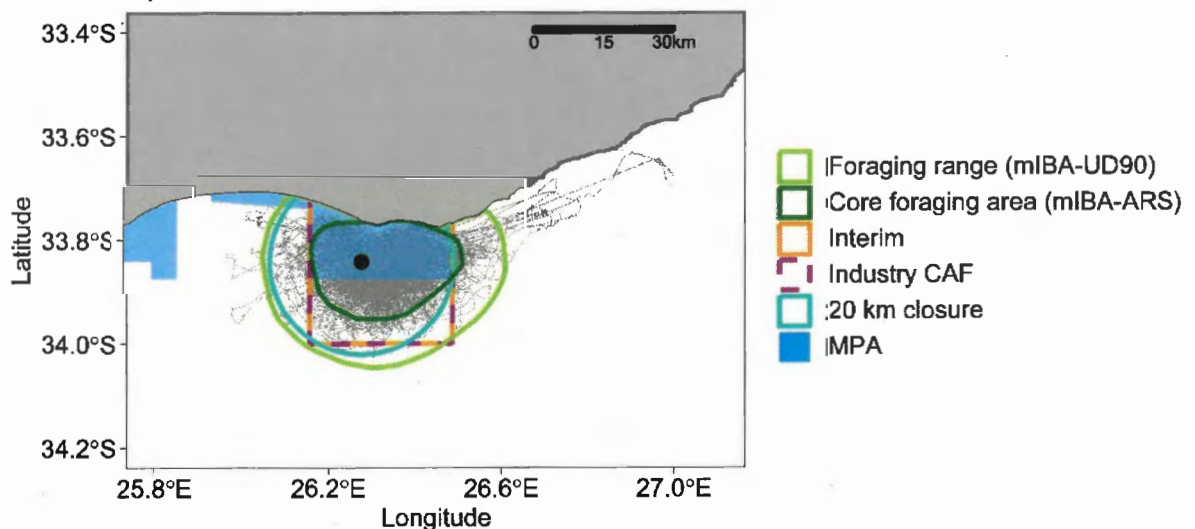 33.4°S
33.6°S
33.8°S
34.0°S
34.2°S
Latitude
0 15 30km
25.8°E 26.2°E 26.6°E 27.0°E
Longitude
Foraging range (mIBA-UD90)
Core foraging area (mIBA-ARS)
Interim
Industry CAF
20 km closure
MPA